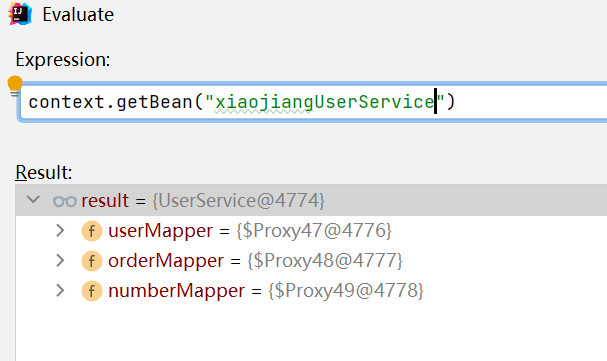 Evaluate
Expression:
context.getBean("xiaojiangUserService")
Result:
result = {UserService@4774}
f userMapper = {$Proxy47@4776}
f orderMapper = {$Proxy48@4777}
f numberMapper = {$Proxy49@4778}